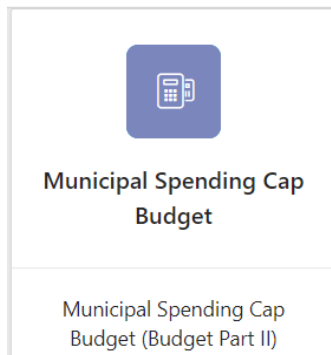 Municipal Spending Cap
Budget
Municipal Spending Cap
Budget (Budget Part II)